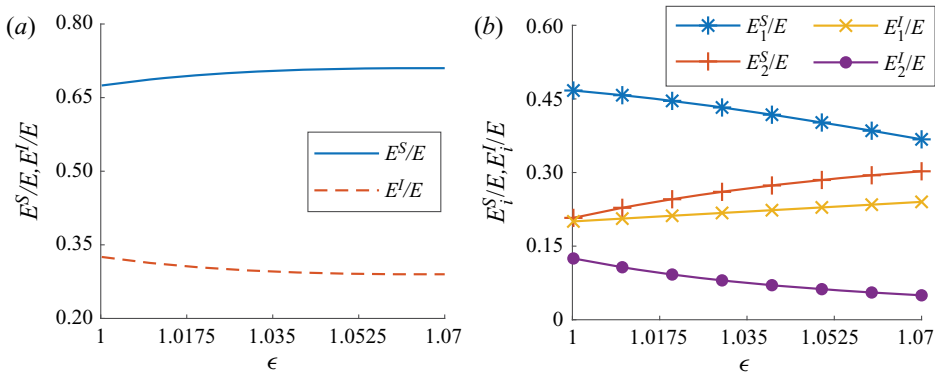 (a)
0.80
0.65
0.50
0.35
0.20
E^S/E, E^I/E
E^S/E
E^I/E
1 1.0175 1.035 1.0525 1.07
ϵ
(b)
0.60
0.45
0.30
0.15
0
E_i^S/E, E_i^I/E
E_1^S/E E_1^I/E
E_2^S/E E_2^I/E
1 1.0175 1.035 1.0525 1.07
ϵ